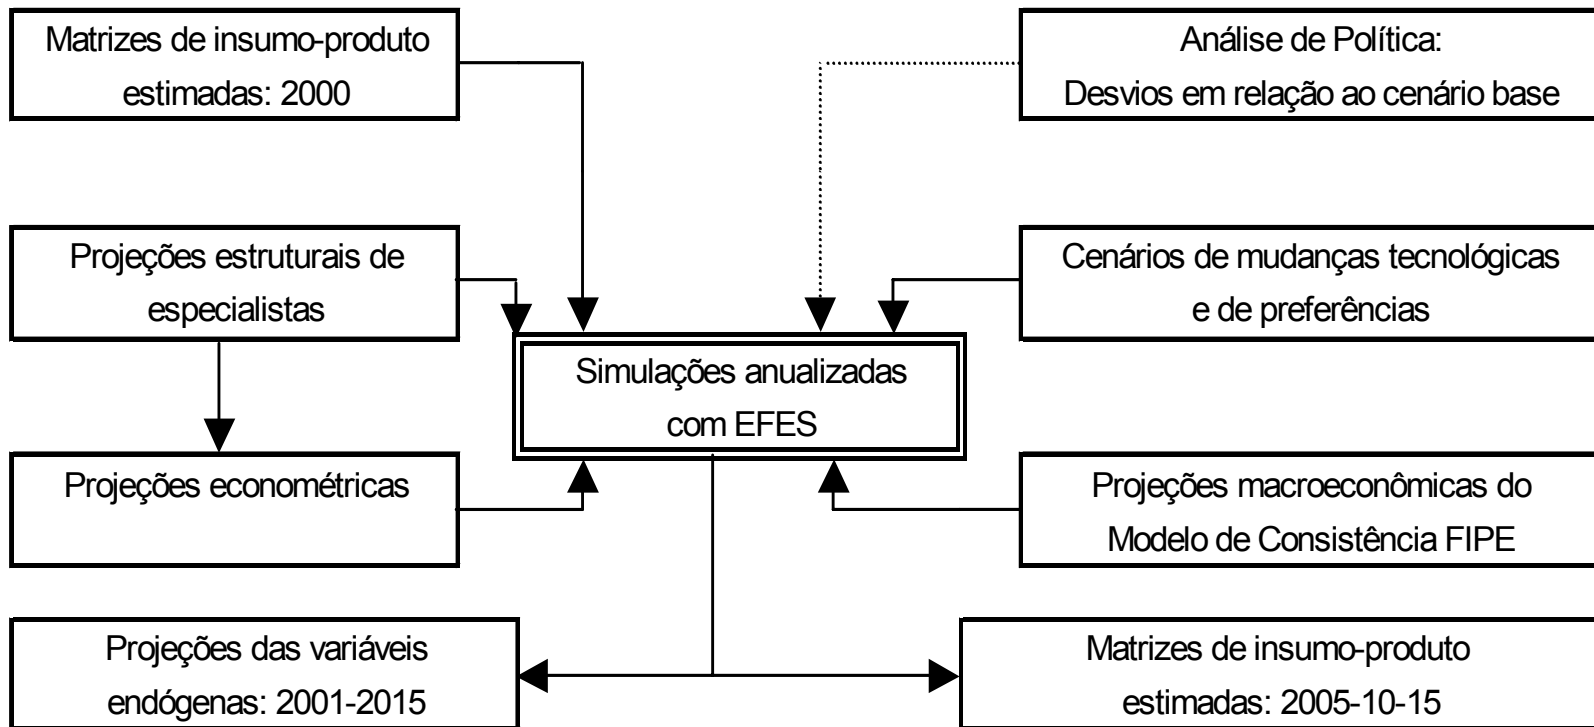 Matrizes de insumo-produto
estimadas: 2000
Análise de Política:
Desvios em relação ao cenário base
Projeções estruturais de
especialistas
Cenários de mudanças tecnológicas
e de preferências
Simulações anualizadas
com EFES
Projeções econométricas
Projeções macroeconômicas do
Modelo de Consistência FIPE
Projeções das variáveis
endógenas: 2001-2015
Matrizes de insumo-produto
estimadas: 2005-10-15